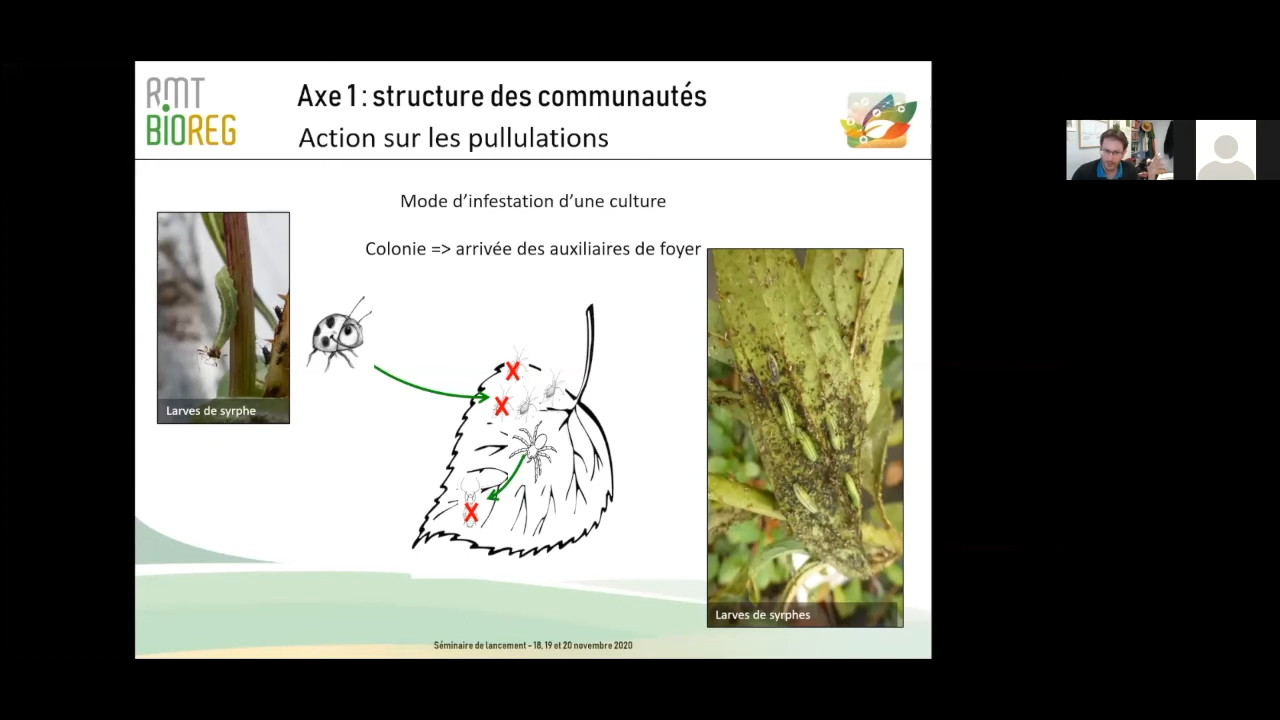 RMT
BIOREG
Axe 1 : structure des communautés
Action sur les pullulations
Mode d'infestation d'une culture
Colonie => arrivée des auxiliaires de foyer
X
X
X
Larves de syrphe
Larves de syrphes
Séminaire de lancement - 18, 19 et 20 novembre 2020